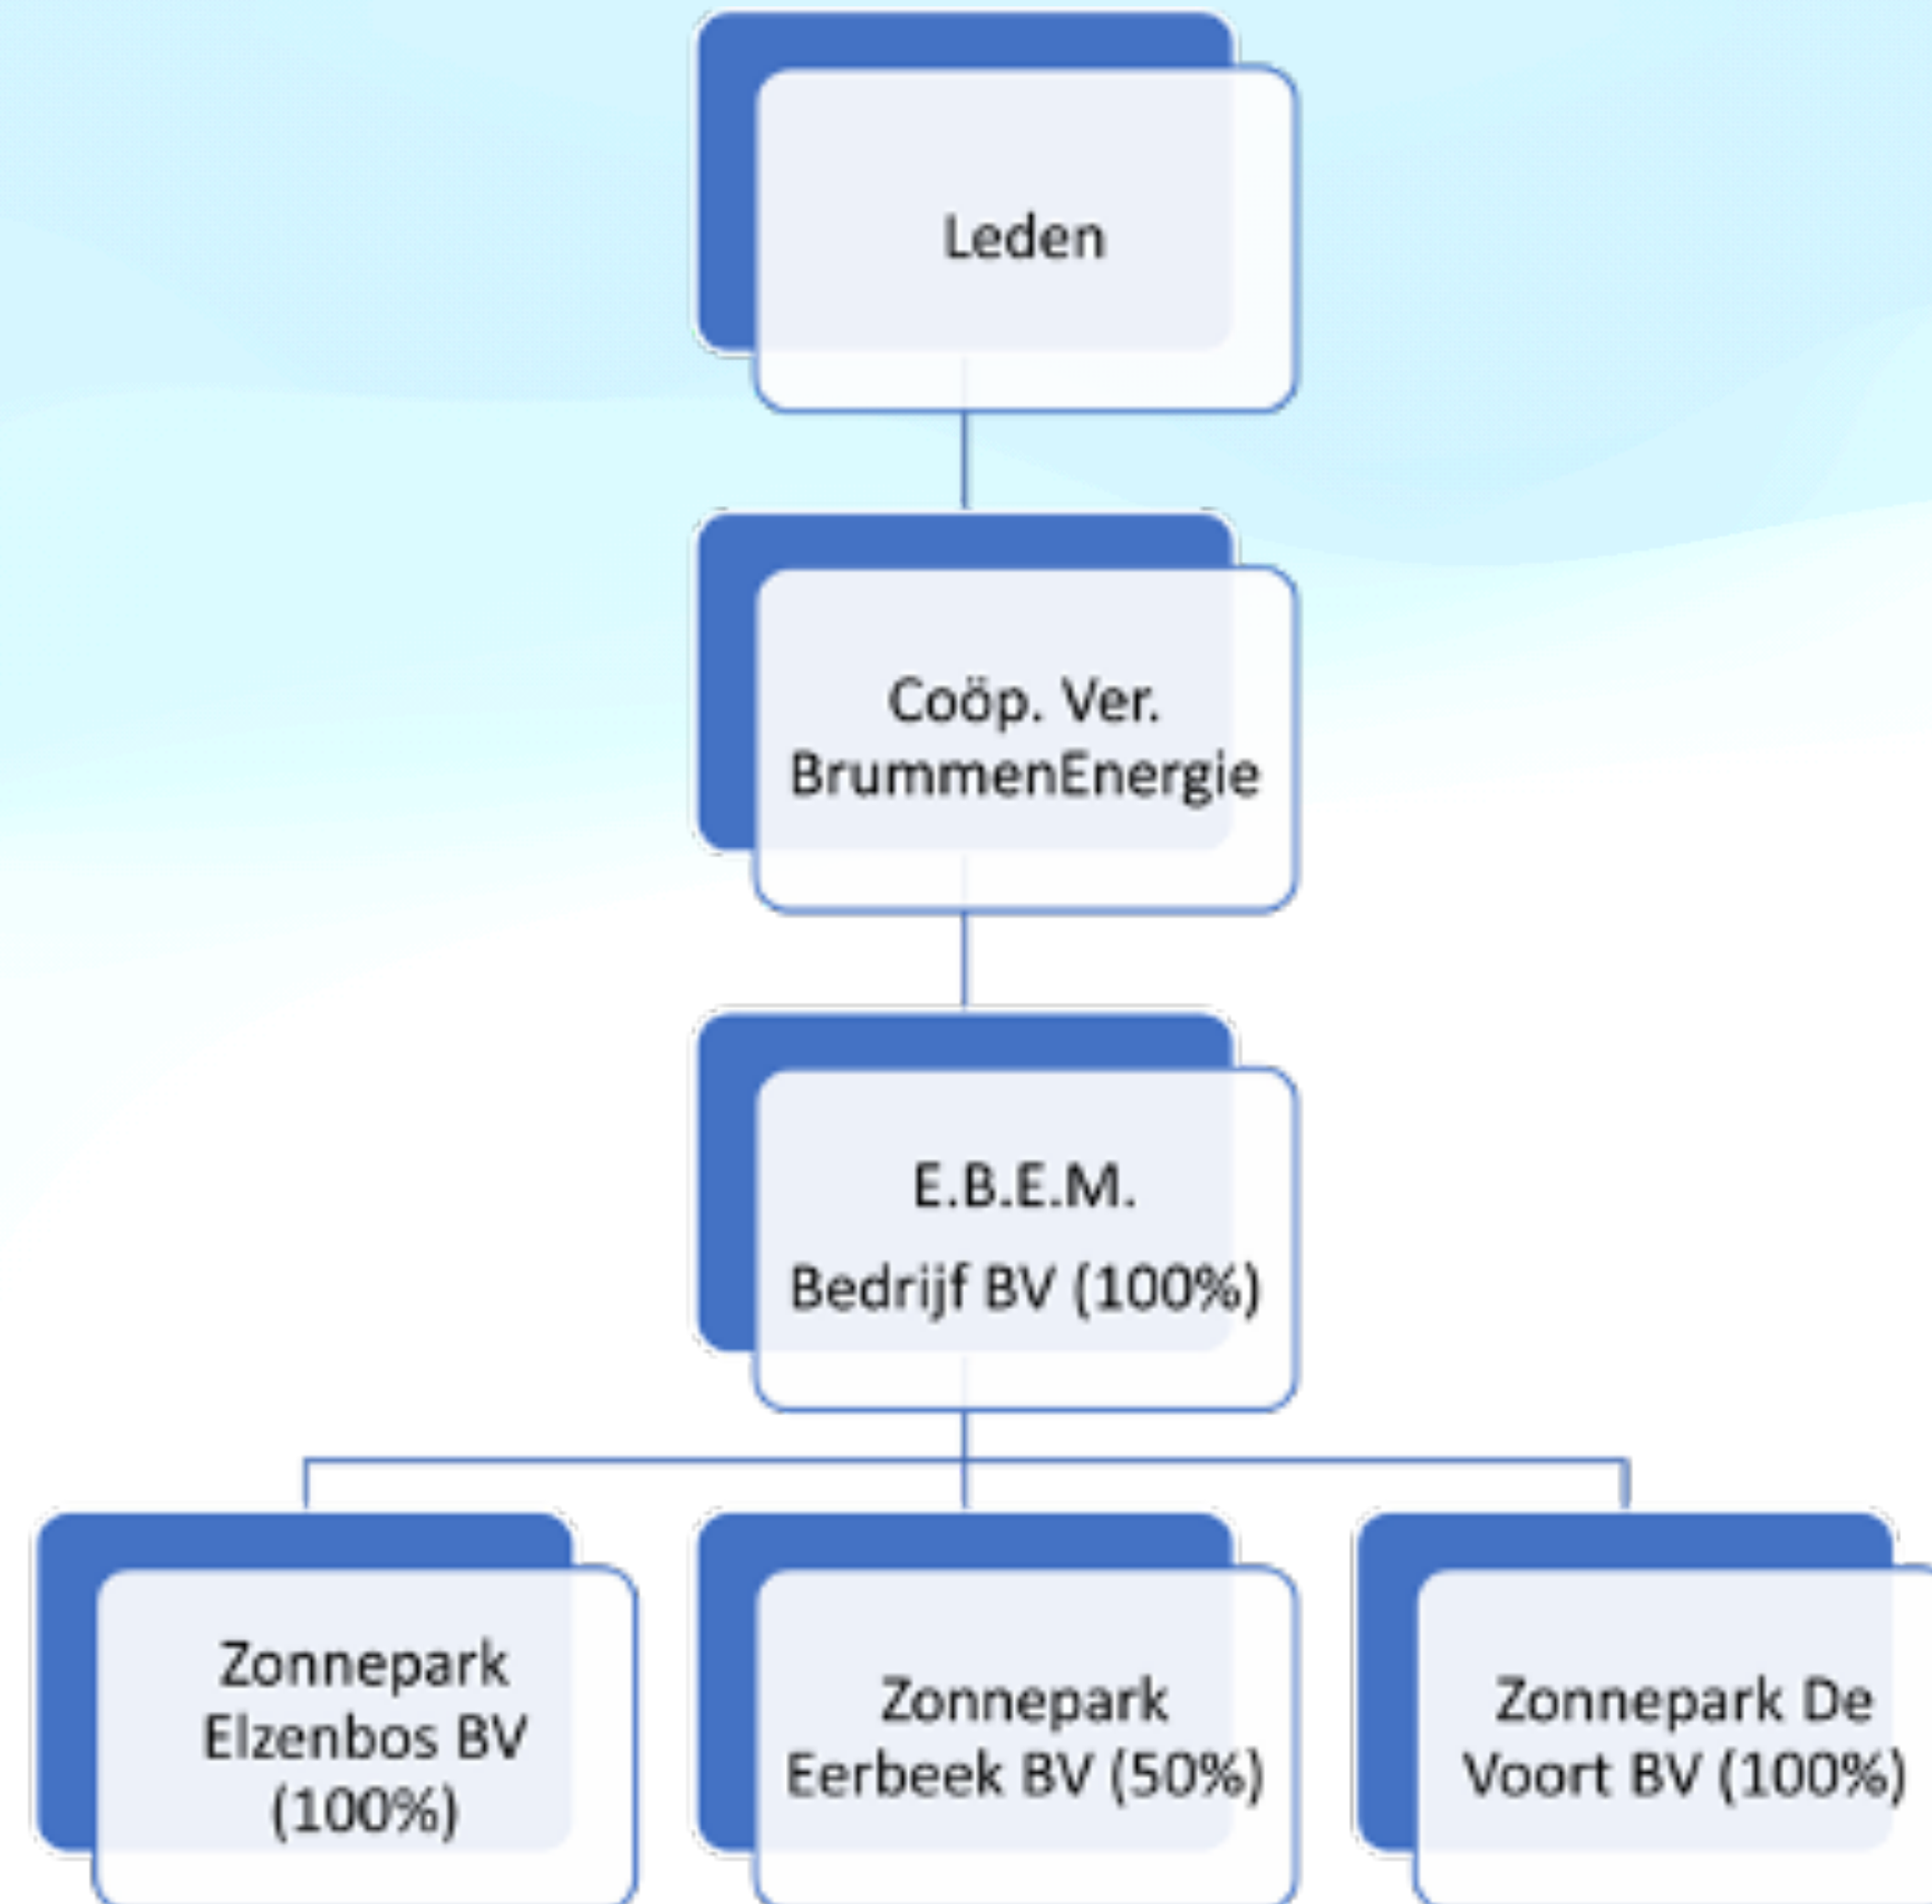 Leden
Coöp. Ver.
BrummenEnergie
E.B.E.M.
Bedrijf BV (100%)
Zonnepark
Elzenbos BV
(100%)
Zonnepark
Eerbeek BV (50%)
Zonnepark De
Voort BV (100%)